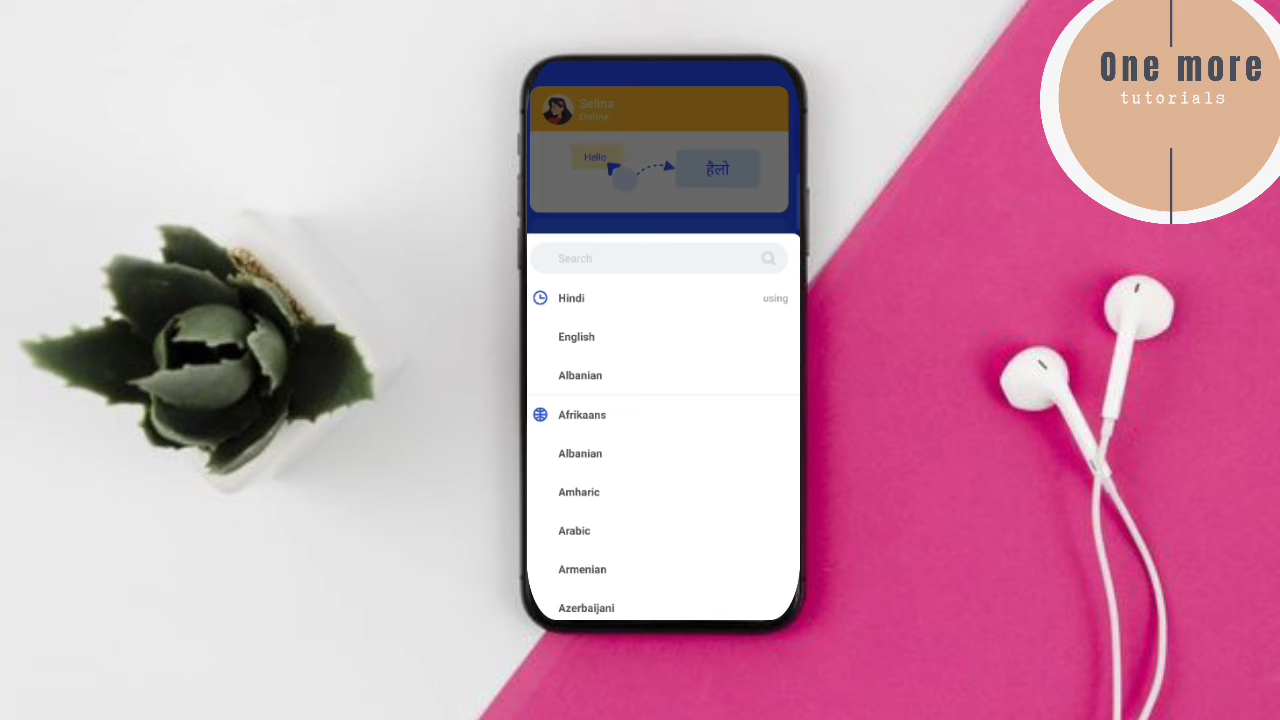 One more
tutorials
Selina
Online
Hello
हैलो
Search
Hindi using
English
Albanian
Afrikaans
Albanian
Amharic
Arabic
Armenian
Azerbaijani